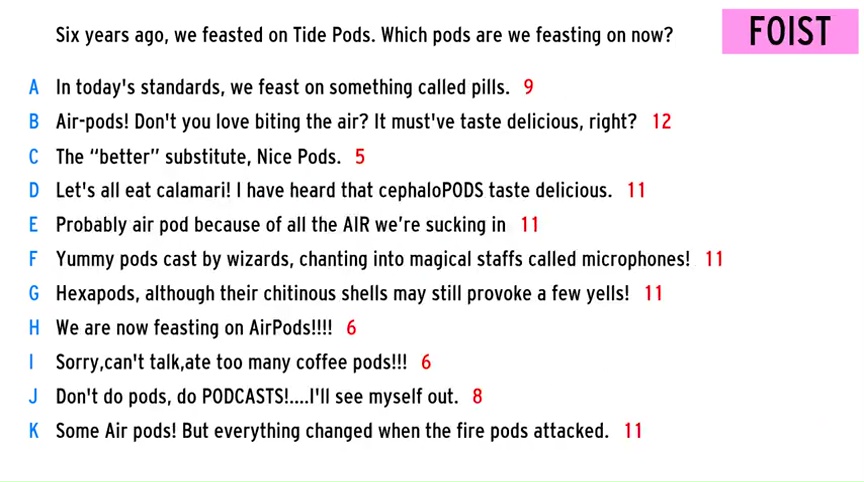 Six years ago, we feasted on Tide Pods. Which pods are we feasting on now?
FOIST
A In today's standards, we feast on something called pills. 9
B Air-pods! Don't you love biting the air? It must've taste delicious, right? 12
C The “better” substitute, Nice Pods. 5
D Let's all eat calamari! I have heard that cephaloPODS taste delicious. 11
E Probably air pod because of all the AIR we’re sucking in 11
F Yummy pods cast by wizards, chanting into magical staffs called microphones! 11
G Hexapods, although their chitinous shells may still provoke a few yells! 11
H We are now feasting on AirPods!!!! 6
I Sorry,can't talk,ate too many coffee pods!!! 6
J Don't do pods, do PODCASTS!....I'll see myself out. 8
K Some Air pods! But everything changed when the fire pods attacked. 11